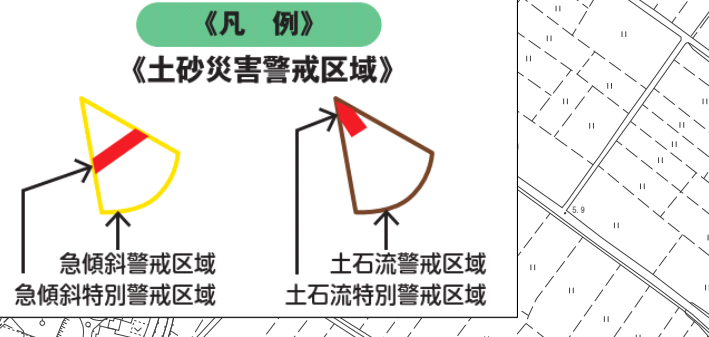 《凡　例》
《土砂災害警戒区域》
急傾斜警戒区域
急傾斜特別警戒区域
土石流警戒区域
土石流特別警戒区域
5.9